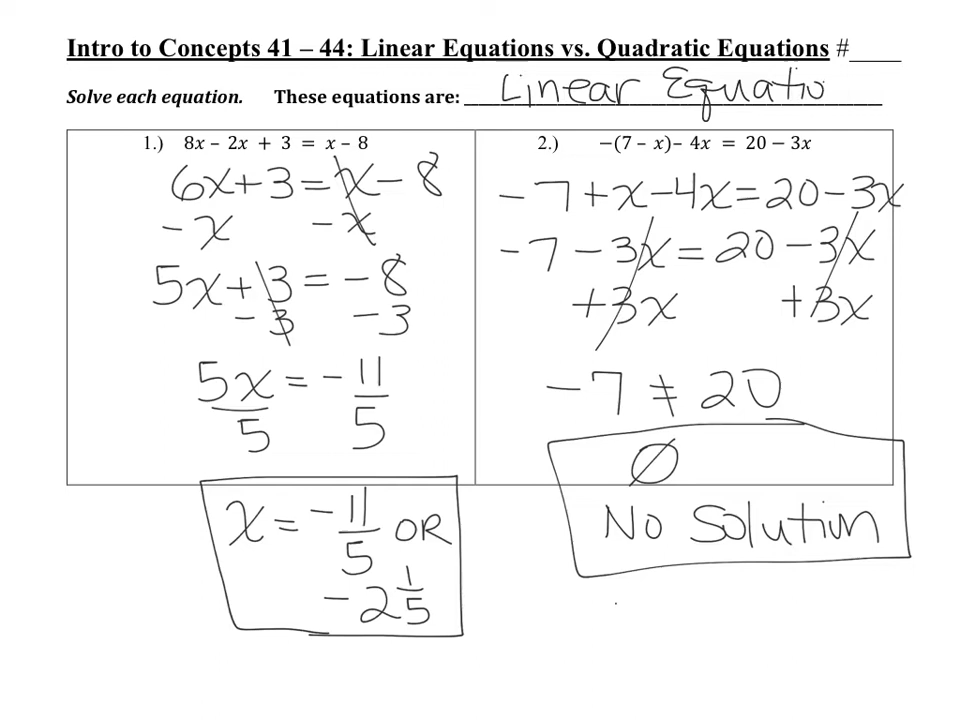 Intro to Concepts 41 – 44: Linear Equations vs. Quadratic Equations #____
Solve each equation. These equations are: Linear Equatio
1.) 8x – 2x + 3 = x – 8
6x+3=x-8
-x -x
5x+3=-8
-3 -3
5x=-11
5 5
x=-11/5 OR
-2 1/5
2.) –(7 – x)– 4x = 20 – 3x
-7+x-4x=20-3x
-7-3x=20-3x
+3x +3x
-7≠20
∅
No Solution